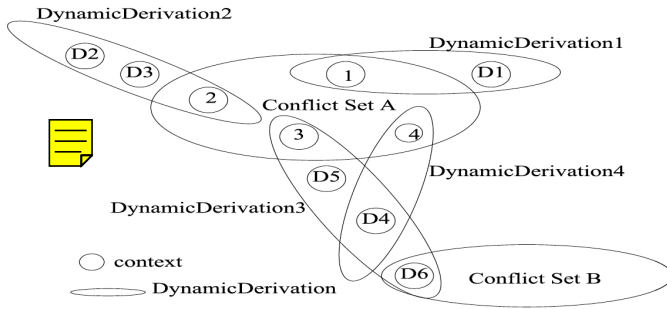 DynamicDerivation2
DynamicDerivation1
D2
D3
1
D1
2
Conflict Set A
3
4
D5
DynamicDerivation4
DynamicDerivation3
D4
context
D6
Conflict Set B
DynamicDerivation